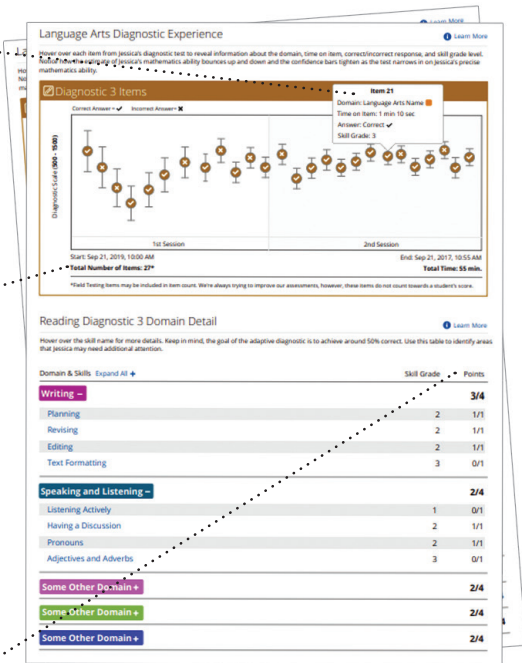 Learn More
Language Arts Diagnostic Experience
Learn More
Hover over each item from Jessica's diagnostic test to reveal information about the domain, time on item, correct/incorrect response, and skill grade level.
Notice how the estimate of Jessica's mathematics ability bounces up and down and the confidence bars tighten as the test narrows in on Jessica's precise
mathematics ability.
Diagnostic 3 Items
Correct Answer = ✔ Incorrect Answer= ✖
Item 21
Domain: Language Arts Name
Time on Item: 1 min 10 sec
Answer: Correct ✔
Skill Grade: 3
Diagnostic Scale (500 - 1500)
1st Session
2nd Session
Start: Sep 21, 2019, 10:00 AM
End: Sep 21, 2017, 10:55 AM
Total Number of Items: 27*
Total Time: 55 min.
*Field Testing Items may be included in item count. We're always trying to improve our assessments, however, these items do not count towards a student's score.
Reading Diagnostic 3 Domain Detail
Learn More
Hover over the skill name for more details. Keep in mind, the goal of the adaptive diagnostic is to achieve around 50% correct. Use this table to identify areas
that Jessica may need additional attention.
Domain & Skills Expand All + Skill Grade Points
Writing – 3/4
Planning 2 1/1
Revising 2 1/1
Editing 2 1/1
Text Formatting 3 0/1
Speaking and Listening – 2/4
Listening Actively 1 0/1
Having a Discussion 2 1/1
Pronouns 2 1/1
Adjectives and Adverbs 3 0/1
Some Other Domain + 2/4
Some Other Domain + 2/4
Some Other Domain + 2/4